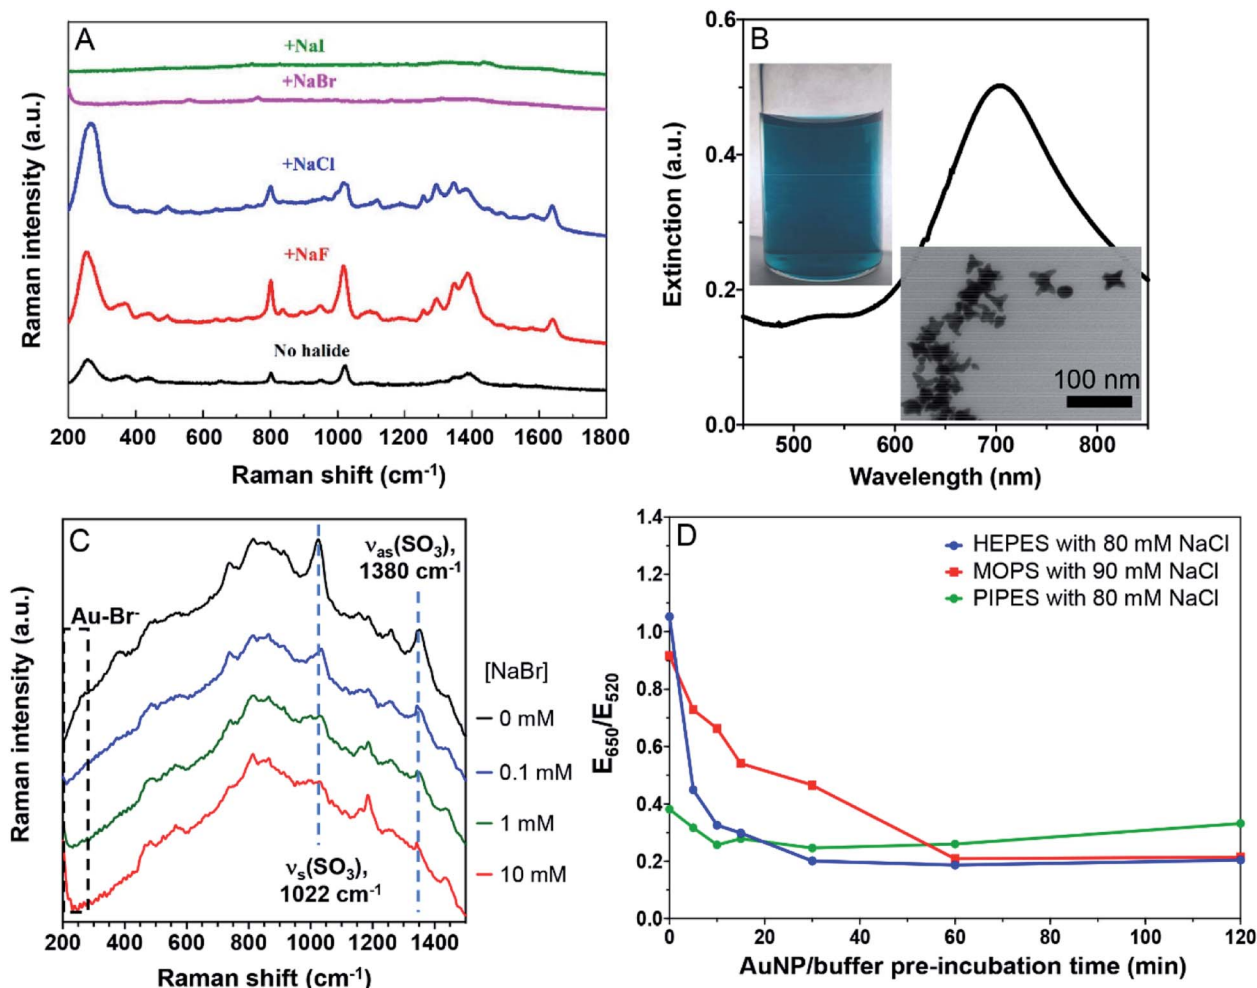 A
+NaI
+NaBr
+NaCl
+NaF
No halide
Raman intensity (a.u.)
200 400 600 800 1000 1200 1400 1600 1800
Raman shift (cm⁻¹)
B
0.6
0.4
0.2
0.0
Extinction (a.u.)
100 nm
500 600 700 800
Wavelength (nm)
C
νas(SO₃),
1380 cm⁻¹
Au-Br⁻
[NaBr]
0 mM
0.1 mM
1 mM
10 mM
νs(SO₃),
1022 cm⁻¹
Raman intensity (a.u.)
200 400 600 800 1000 1200 1400
Raman shift (cm⁻¹)
D
HEPES with 80 mM NaCl
MOPS with 90 mM NaCl
PIPES with 80 mM NaCl
1.4
1.2
1.0
0.8
0.6
0.4
0.2
0.0
E₆₅₀/E₅₂₀
0 20 40 60 80 100 120
AuNP/buffer pre-incubation time (min)